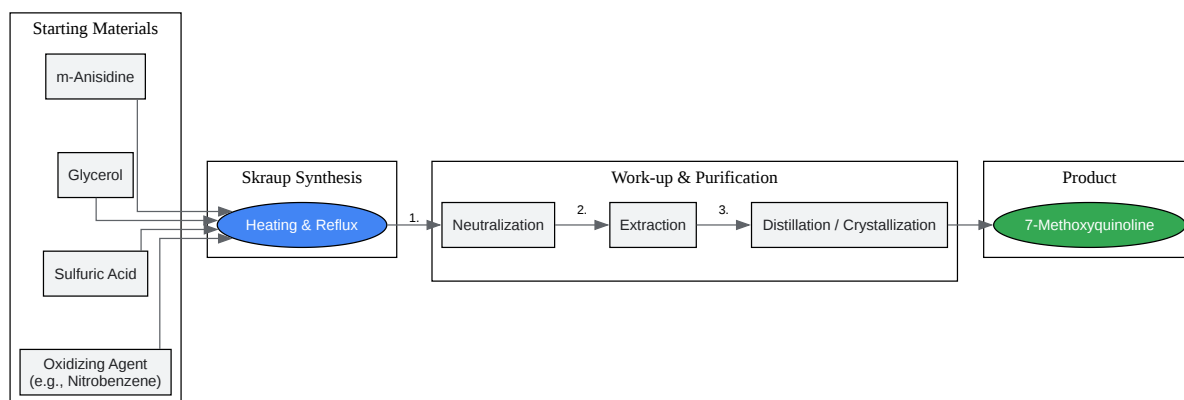 Starting Materials
m-Anisidine
Glycerol
Sulfuric Acid
Oxidizing Agent
(e.g., Nitrobenzene)
Skraup Synthesis
Heating & Reflux
1.
Work-up & Purification
Neutralization
2.
Extraction
3.
Distillation / Crystallization
Product
7-Methoxyquinoline